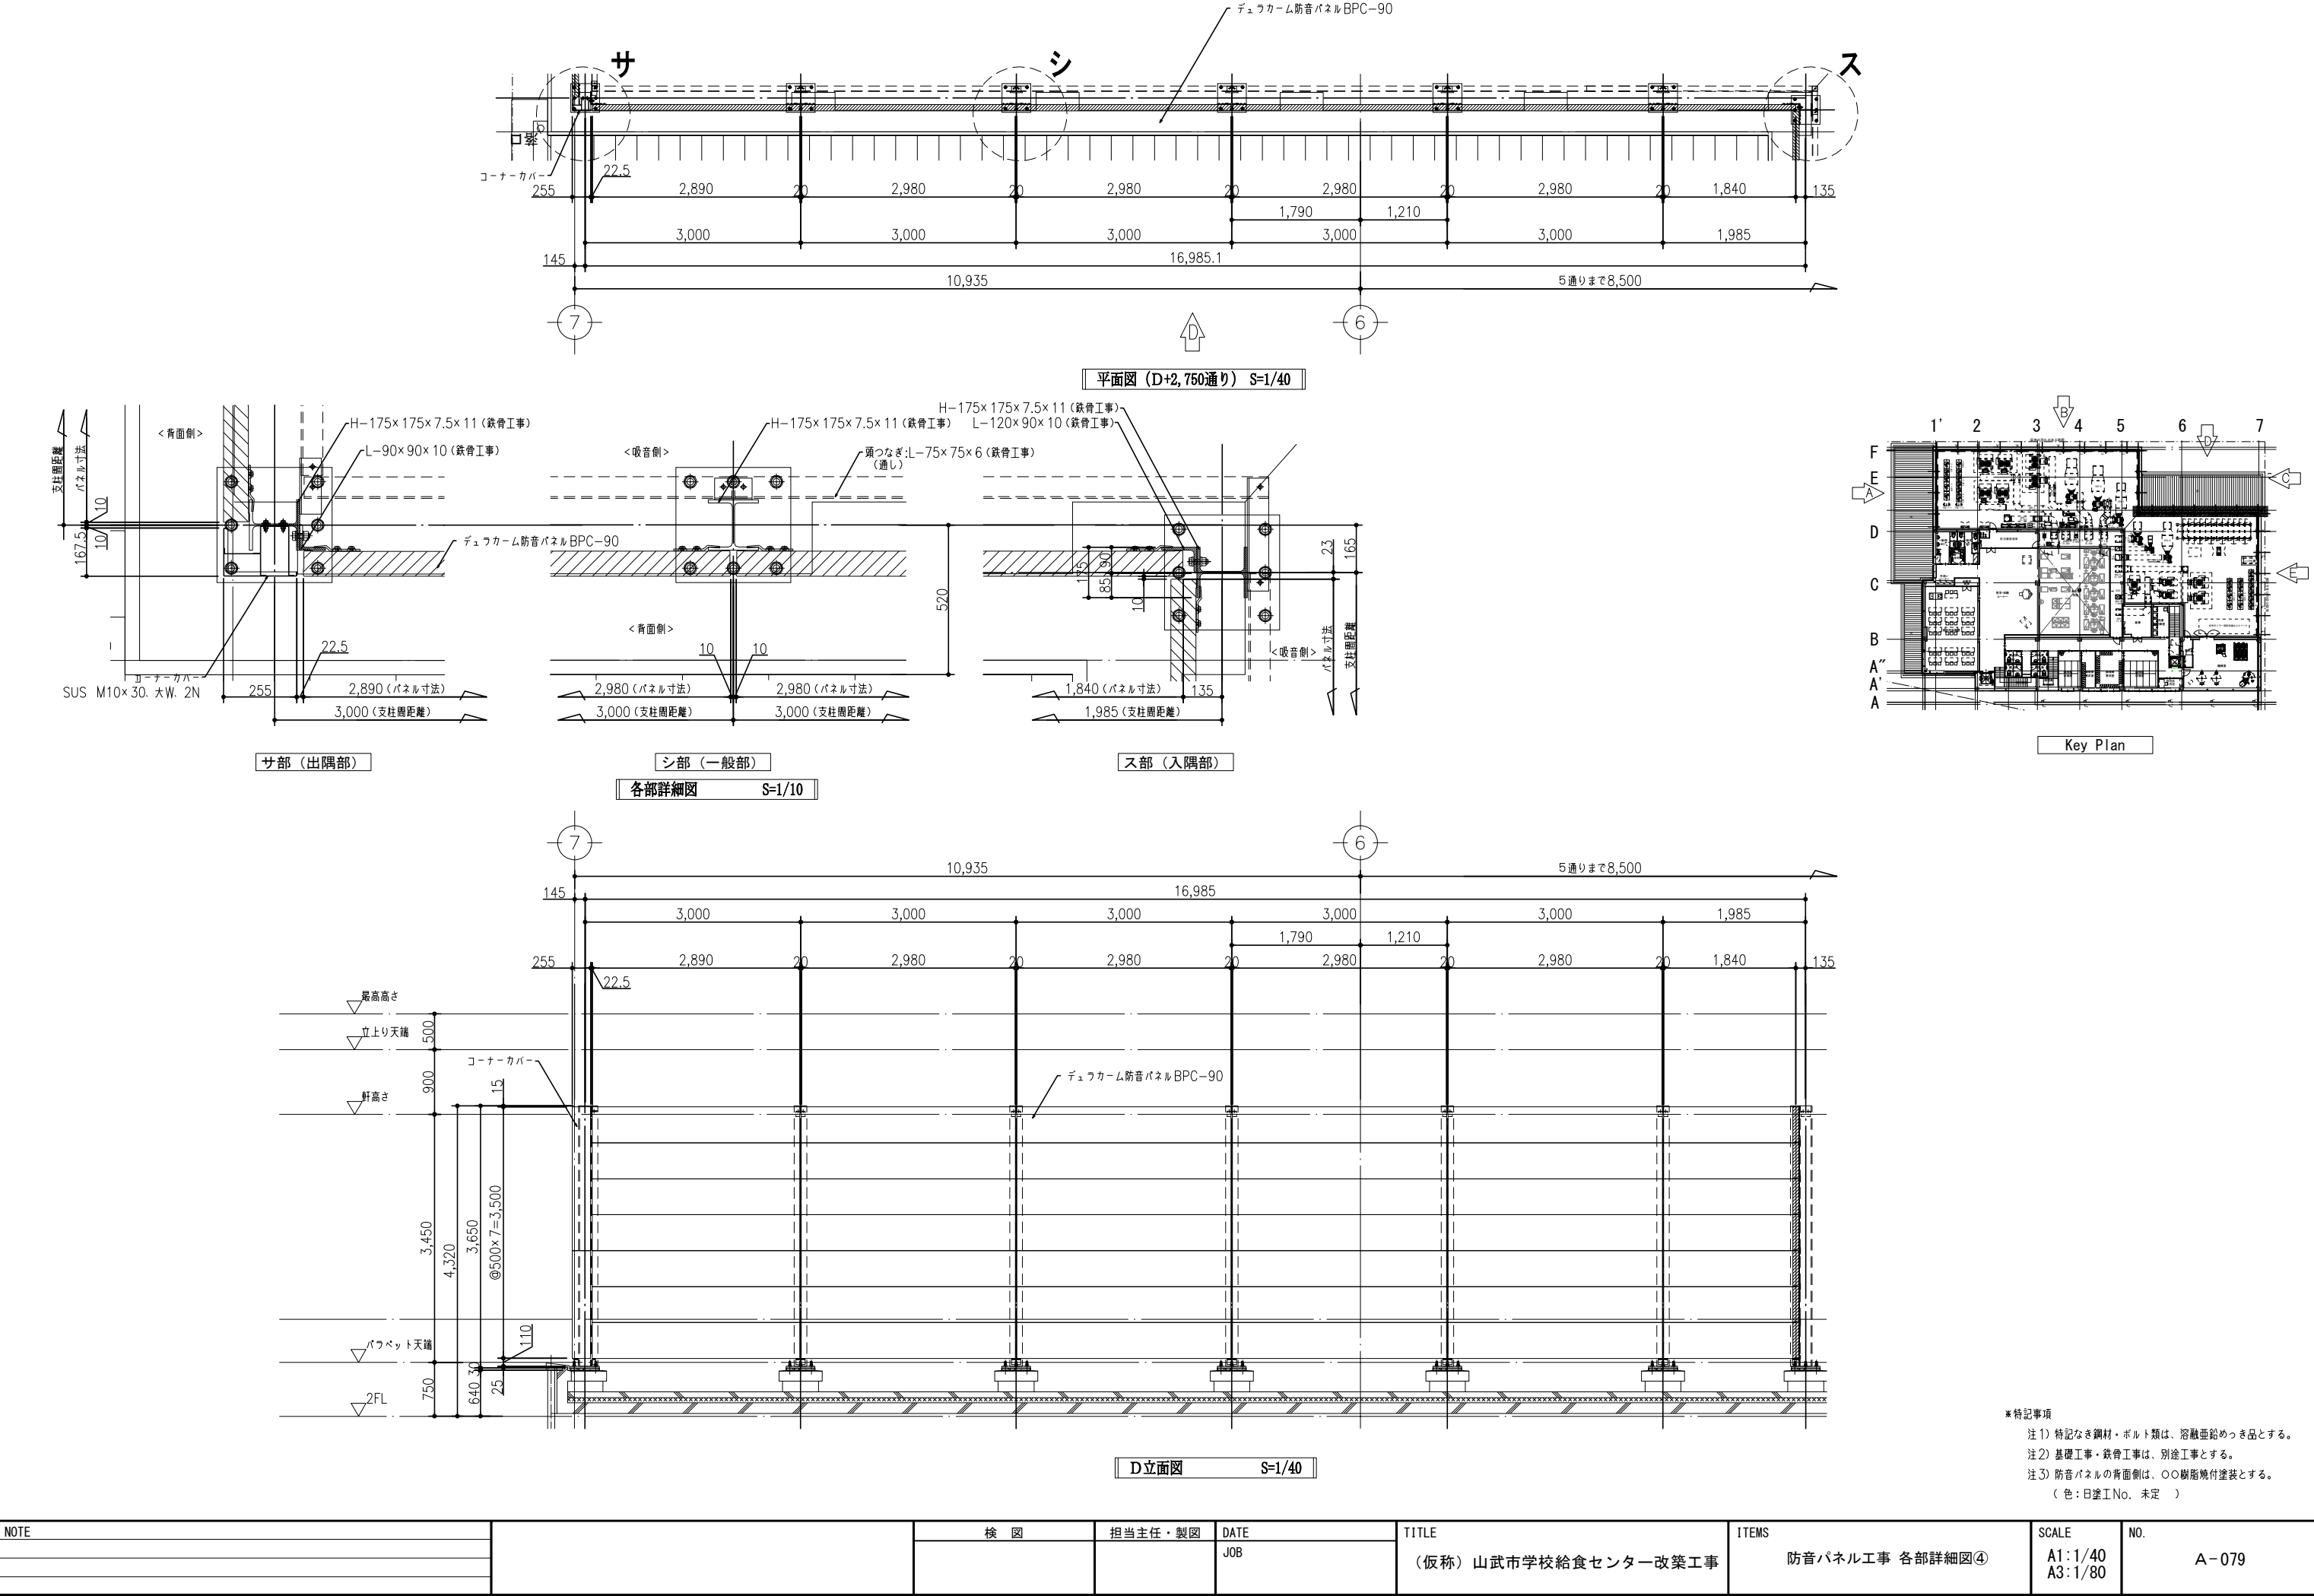 デュラカーム防音パネルBPC-90
サ
シ
ス
コーナーカバー
22.5
255 2,890 20 2,980 20 2,980 20 2,980 20 2,980 20 1,840 135
1,790 1,210
3,000 3,000 3,000 3,000 3,000 1,985
145 16,985.1
10,935 5通りまで8,500
7 6
D
平面図（D+2,750通り） S=1/40
支柱間距離
パネル寸法
<背面側>
H-175×175×7.5×11(鉄骨工事)
L-90×90×10(鉄骨工事)
10
10
167.5
デュラカーム防音パネルBPC-90
コーナーカバー
SUS M10×30. 大W. 2N
22.5
255 2,890(パネル寸法)
3,000(支柱間距離)
サ部（出隅部）
<吸音側>
H-175×175×7.5×11(鉄骨工事)
頭つなぎ:L-75×75×6(鉄骨工事)
(通し)
<背面側>
520
10 10
2,980(パネル寸法) 2,980(パネル寸法)
3,000(支柱間距離) 3,000(支柱間距離)
シ部（一般部）
各部詳細図 S=1/10
H-175×175×7.5×11(鉄骨工事)
L-120×90×10(鉄骨工事)
175
90
85
10
23
165
<吸音側>
パネル寸法
支柱間距離
1,840(パネル寸法) 135
1,985(支柱間距離)
ス部（入隅部）
B
1' 2 3 4 5 6 7
D
F
E
A
C
D
E
C
B
A"
A'
A
Key Plan
7 6
10,935 5通りまで8,500
145 16,985
3,000 3,000 3,000 3,000 3,000 1,985
1,790 1,210
255 2,890 20 2,980 20 2,980 20 2,980 20 2,980 20 1,840 135
22.5
最高高さ
500
立上り天端
コーナーカバー
900
15
デュラカーム防音パネルBPC-90
軒高さ
3,450
4,320
3,650
@500×7=3,500
110
パラペット天端
750
640
30
25
2FL
D立面図 S=1/40
*特記事項
注1) 特記なき鋼材・ボルト類は、溶融亜鉛めっき品とする。
注2) 基礎工事・鉄骨工事は、別途工事とする。
注3) 防音パネルの背面側は、〇〇樹脂焼付塗装とする。
( 色：日塗工No. 未定 )
NOTE
検 図
担当主任・製図
DATE
JOB
TITLE
（仮称）山武市学校給食センター改築工事
ITEMS
防音パネル工事 各部詳細図④
SCALE
A1:1/40
A3:1/80
NO.
A-079